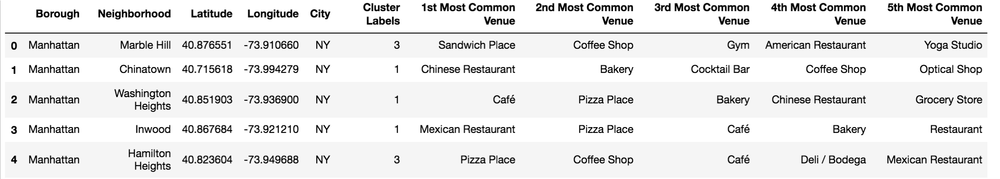 Borough Neighborhood Latitude Longitude City Cluster Labels 1st Most Common Venue 2nd Most Common Venue 3rd Most Common Venue 4th Most Common Venue 5th Most Common Venue
0 Manhattan Marble Hill 40.876551 -73.910660 NY 3 Sandwich Place Coffee Shop Gym American Restaurant Yoga Studio
1 Manhattan Chinatown 40.715618 -73.994279 NY 1 Chinese Restaurant Bakery Cocktail Bar Coffee Shop Optical Shop
2 Manhattan Washington Heights 40.851903 -73.936900 NY 1 Café Pizza Place Bakery Chinese Restaurant Grocery Store
3 Manhattan Inwood 40.867684 -73.921210 NY 1 Mexican Restaurant Pizza Place Café Bakery Restaurant
4 Manhattan Hamilton Heights 40.823604 -73.949688 NY 3 Pizza Place Coffee Shop Café Deli / Bodega Mexican Restaurant